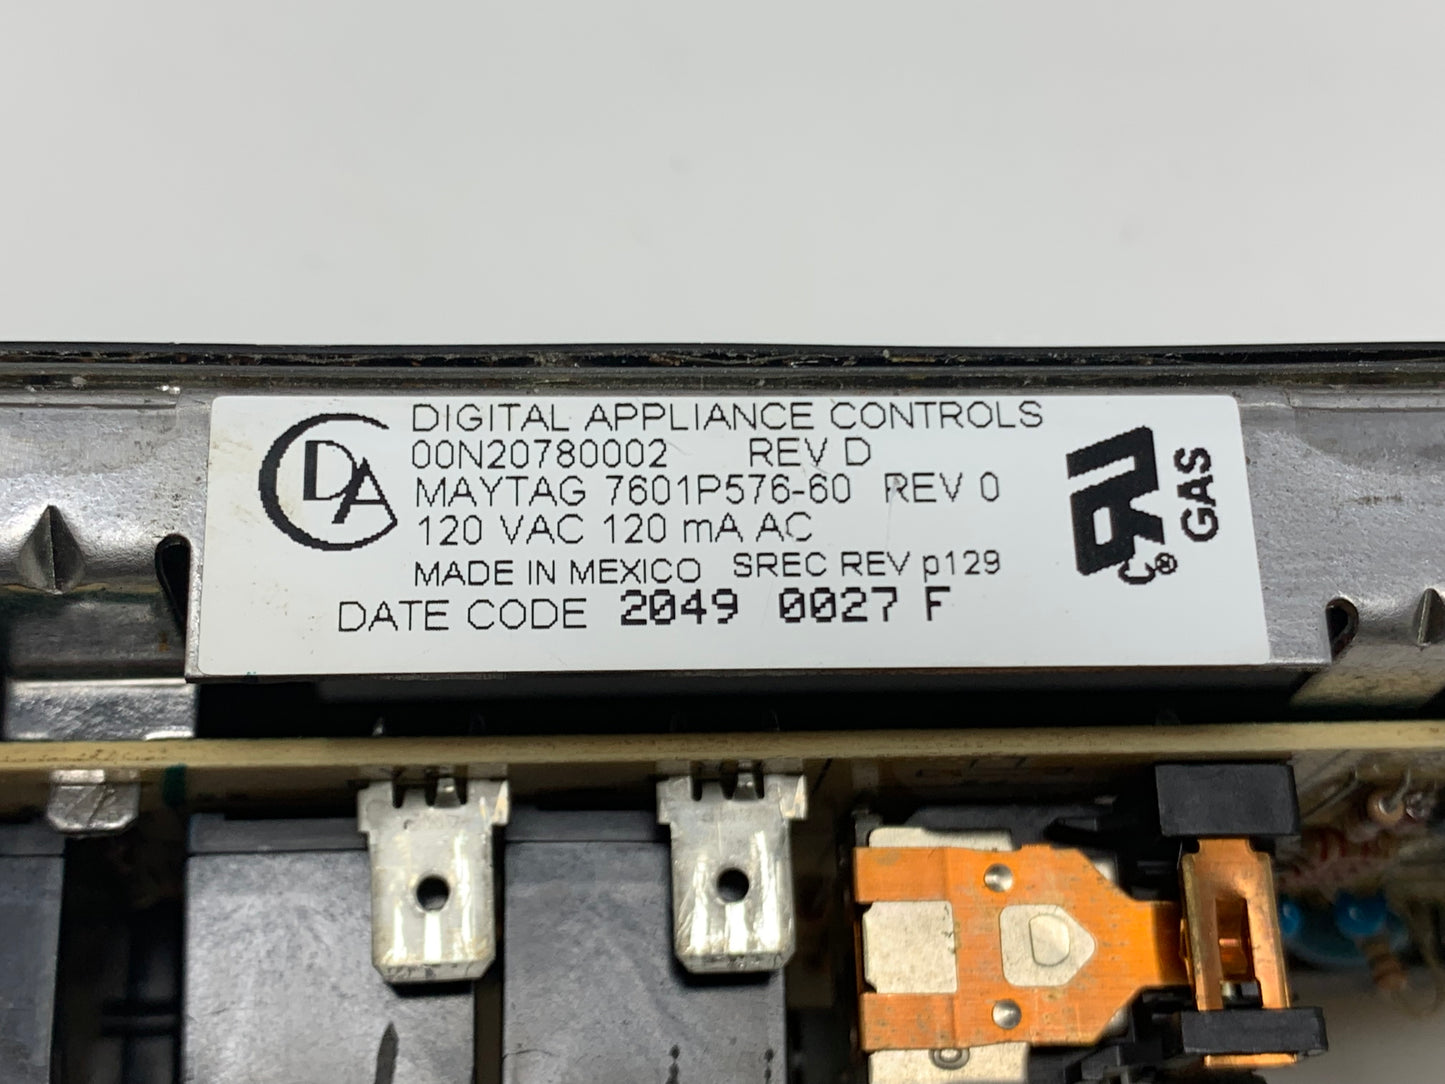 DA
DIGITAL APPLIANCE CONTROLS
00N20780002 REV D
MAYTAG 7601P576-60 REV 0
120 VAC 120 mA AC
MADE IN MEXICO SREC REV p129
DATE CODE 2049 0027 F
C RU ®
GAS